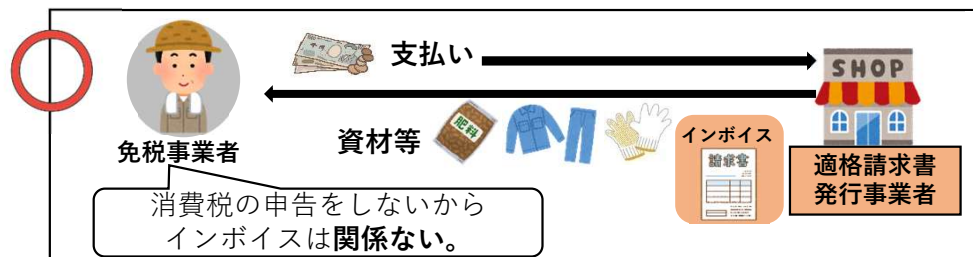 支払い
SHOP
免税事業者
資材等
肥料
インボイス
請求書
適格請求書
発行事業者
消費税の申告をしないから
インボイスは関係ない。